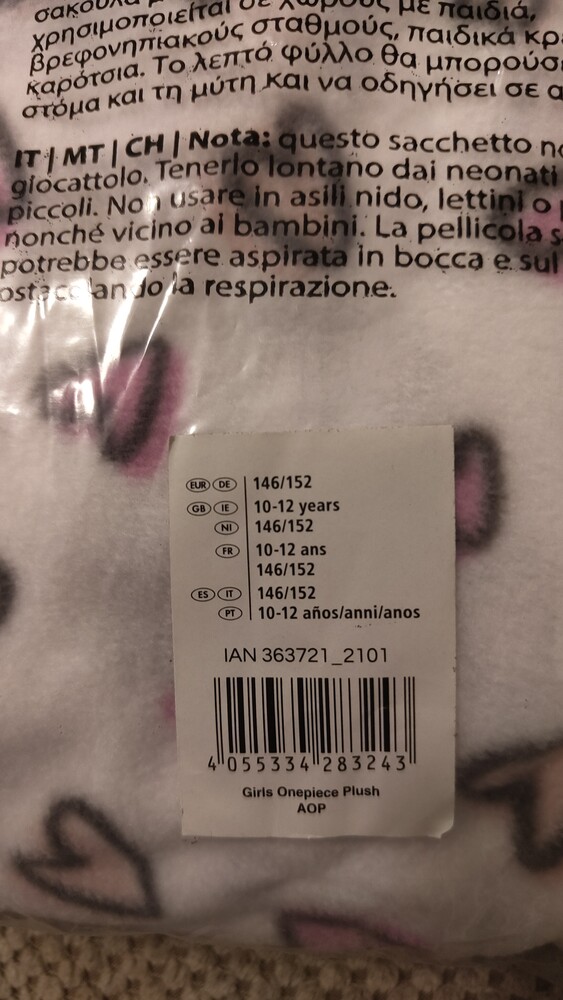 χρησιμοποιείται σε χώρους με παιδιά,
βρεφονηπιακούς σταθμούς, παιδικά
καρότσια. Το λεπτό φύλλο θα
στόμα και τη μύτη και να οδηγήσει σε
IT | MT | CH | Nota: questo sacchetto
giocattolo. Tenerlo lontano dai neonati
piccoli. Non usare in asili nido, lettini o
nonché vicino ai bambini. La pellicola
potrebbe essere aspirata in bocca e sul
ostacolando la respirazione.
EUR DE 146/152
GB IE 10-12 years
NI 146/152
FR 10-12 ans
146/152
ES IT 146/152
PT 10-12 años/anni/anos
IAN 363721_2101
4 055334 283243
Girls Onepiece Plush
AOP